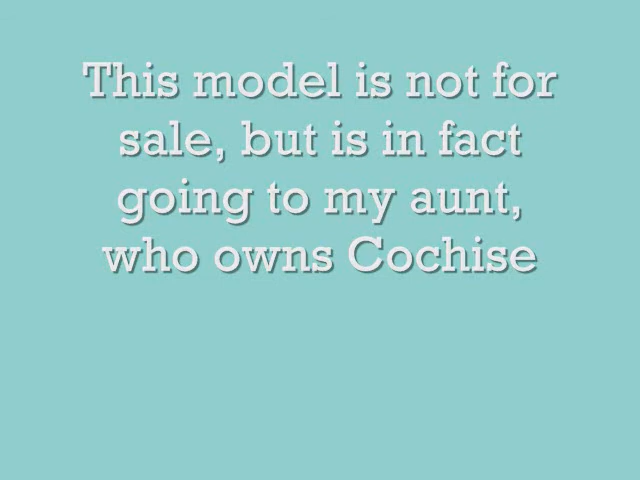 This model is not for
sale, but is in fact
going to my aunt,
who owns Cochise